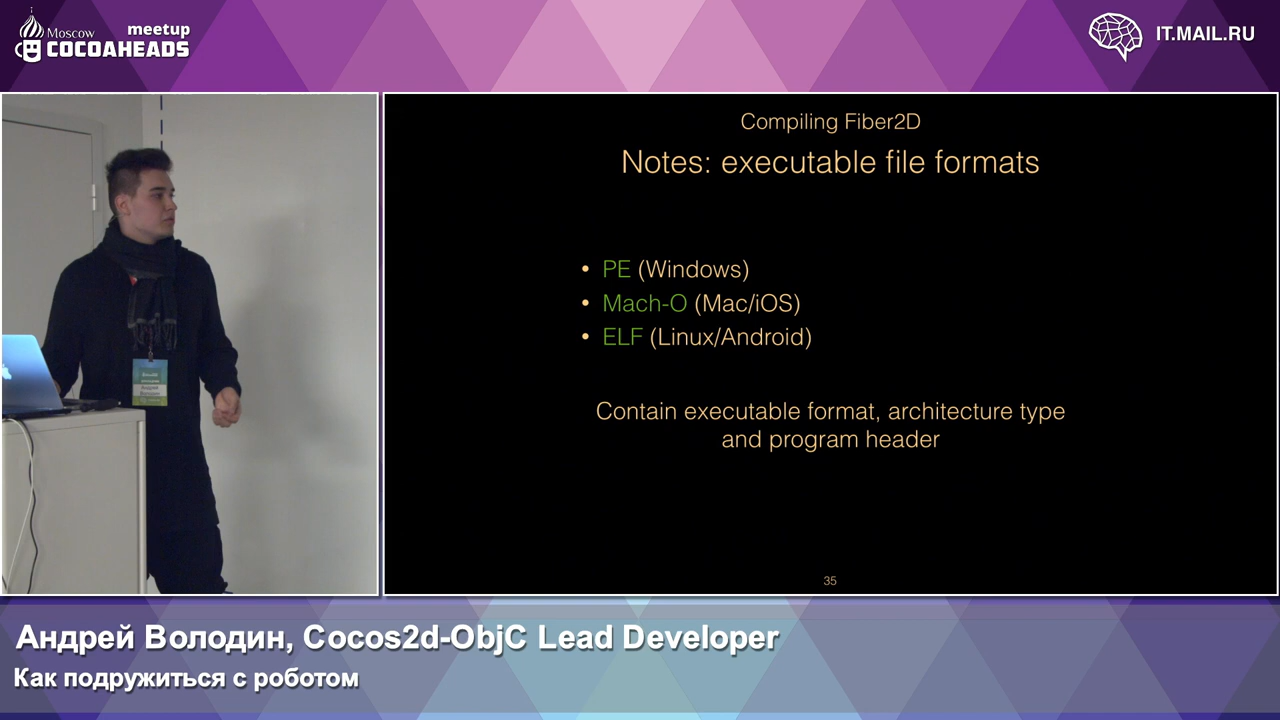 Moscow
meetup
COCOAHEADS
IT.MAIL.RU
Compiling Fiber2D
Notes: executable file formats
• PE (Windows)
• Mach-O (Mac/iOS)
• ELF (Linux/Android)
Contain executable format, architecture type
and program header
35
Андрей
Володин
Андрей Володин, Cocos2d-ObjC Lead Developer
Как подружиться с роботом